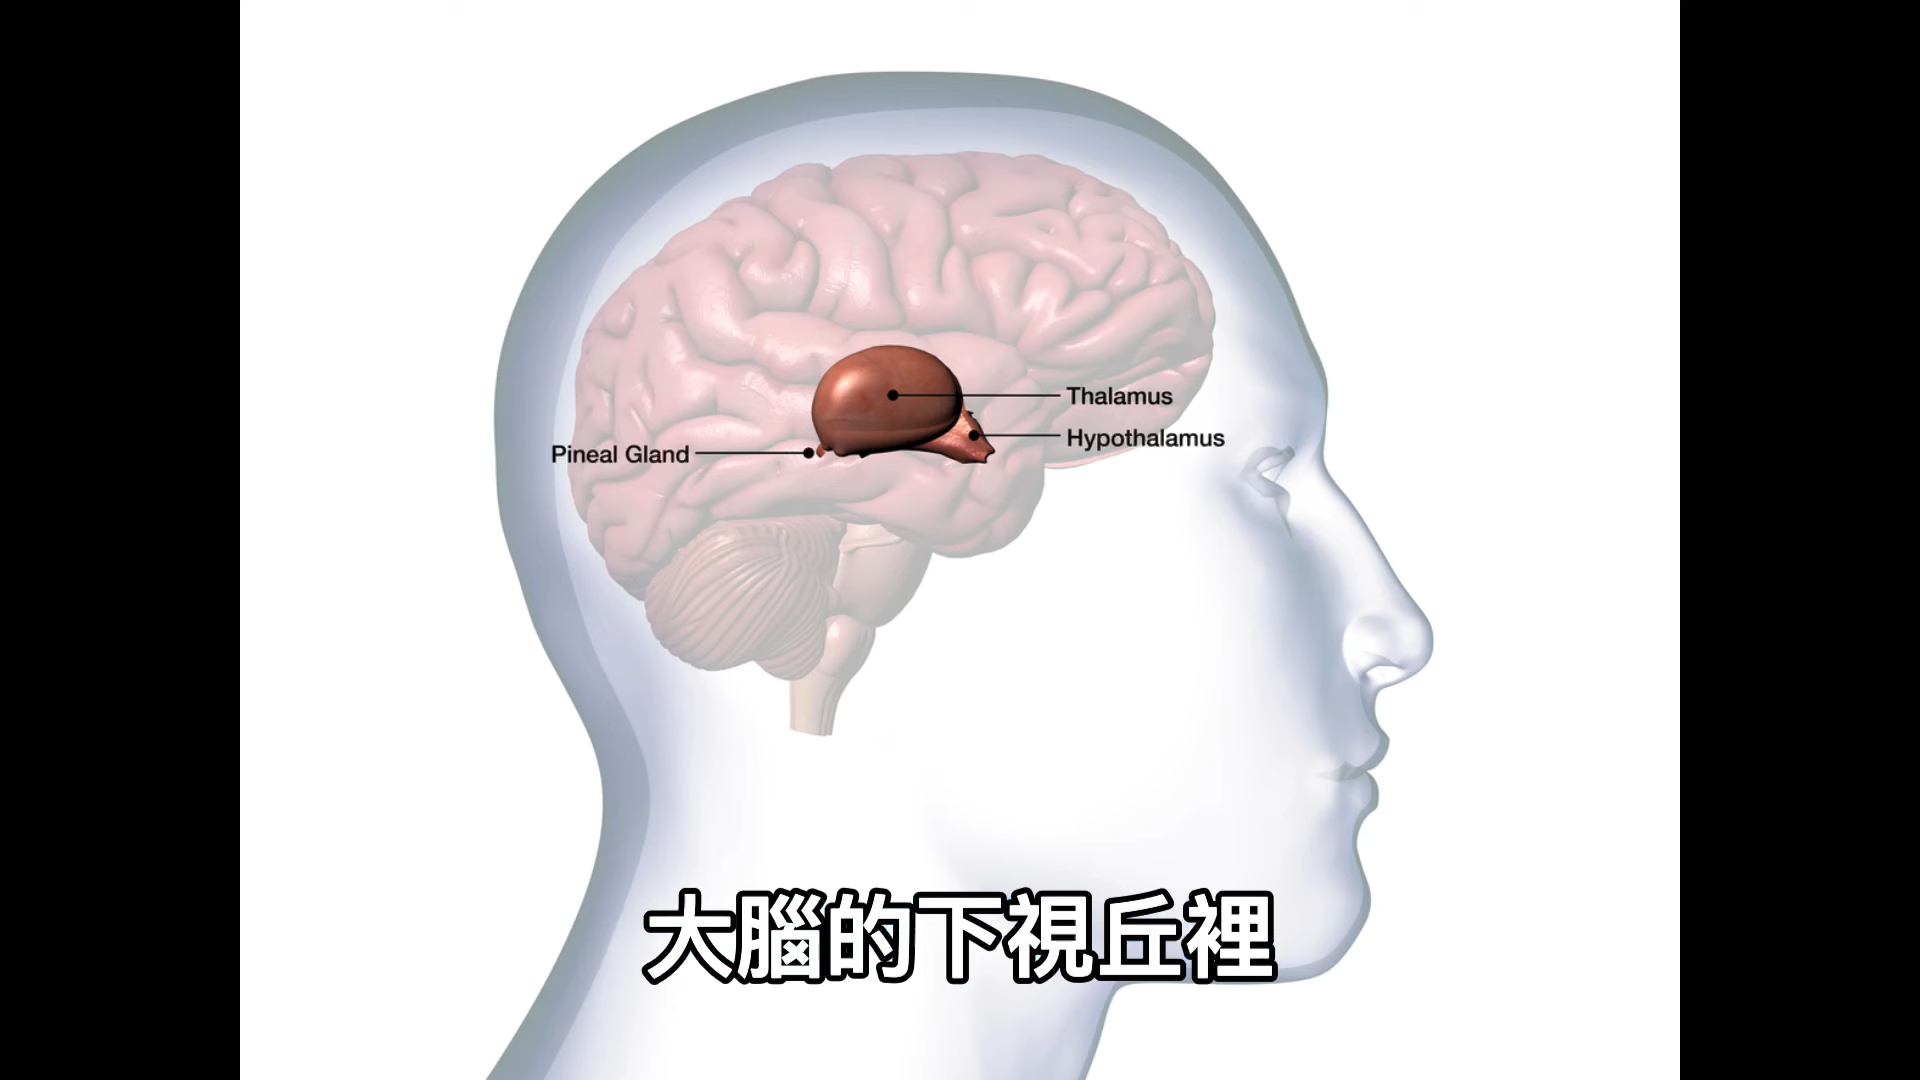 Thalamus
Hypothalamus
Pineal Gland
大腦的下視丘裡